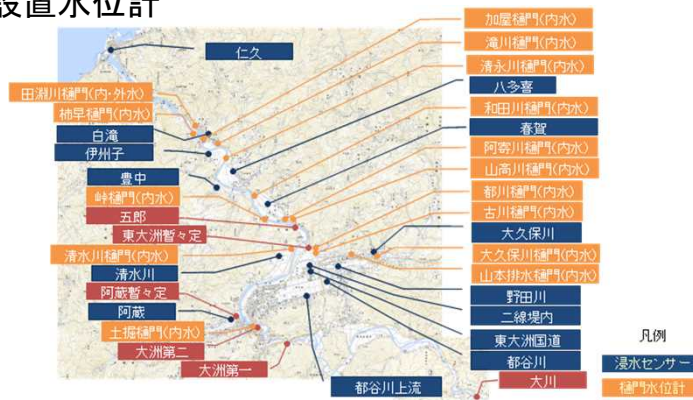 設置水位計
仁久
田淵川樋門(内・外水)
柿早樋門(内水)
白滝
伊州子
豊中
峠樋門(内水)
五郎
東大洲暫々定
清水川樋門(内水)
清水川
阿蔵暫々定
阿蔵
土掘樋門(内水)
大洲第二
大洲第一
加屋樋門(内水)
滝川樋門(内水)
清永川樋門(内水)
八多喜
和田川樋門(内水)
春賀
阿寄川樋門(内水)
山高川樋門(内水)
都川樋門(内水)
古川樋門(内水)
大久保川
大久保川樋門(内水)
山本排水樋門(内水)
野田川
二線堤内
東大洲国道
都谷川
大川
都谷川上流
凡例
浸水センサー
樋門水位計